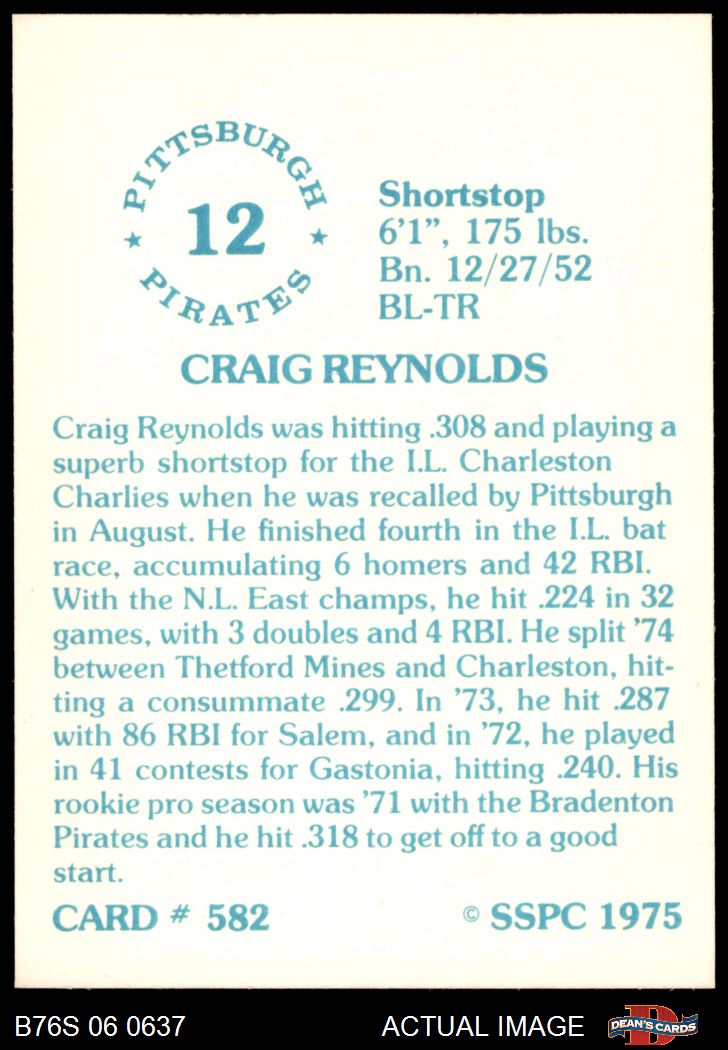 PITTSBURGH
★ 12 ★
PIRATES
Shortstop
6'1”, 175 lbs.
Bn. 12/27/52
BL-TR
CRAIG REYNOLDS
Craig Reynolds was hitting .308 and playing a
superb shortstop for the I.L. Charleston
Charlies when he was recalled by Pittsburgh
in August. He finished fourth in the I.L. bat
race, accumulating 6 homers and 42 RBI.
With the N.L. East champs, he hit .224 in 32
games, with 3 doubles and 4 RBI. He split '74
between Thetford Mines and Charleston, hit-
ting a consummate .299. In '73, he hit .287
with 86 RBI for Salem, and in '72, he played
in 41 contests for Gastonia, hitting .240. His
rookie pro season was '71 with the Bradenton
Pirates and he hit .318 to get off to a good
start.
CARD # 582 © SSPC 1975
B76S 06 0637 ACTUAL IMAGE D DEAN'S CARDS